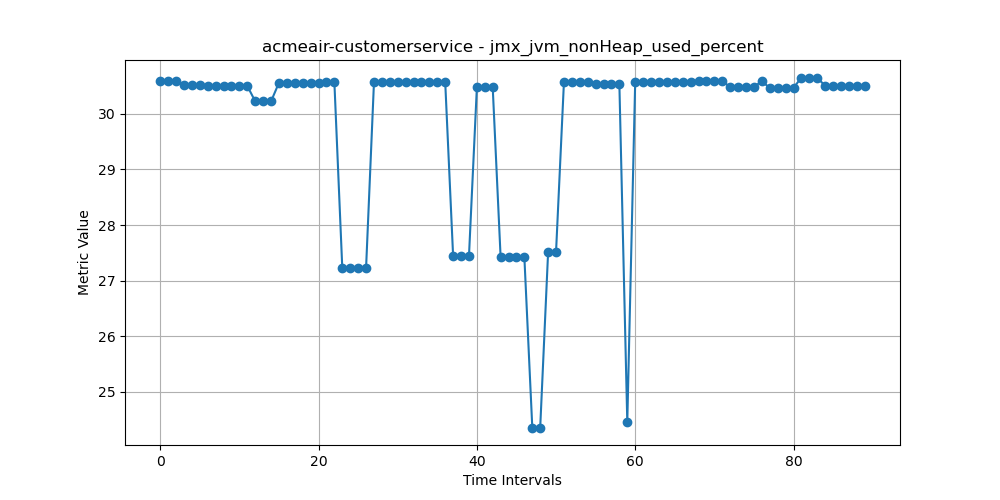 acmeair-customerservice - jmx_jvm_nonHeap_used_percent
Metric Value
30
29
28
27
26
25
0 20 40 60 80
Time Intervals